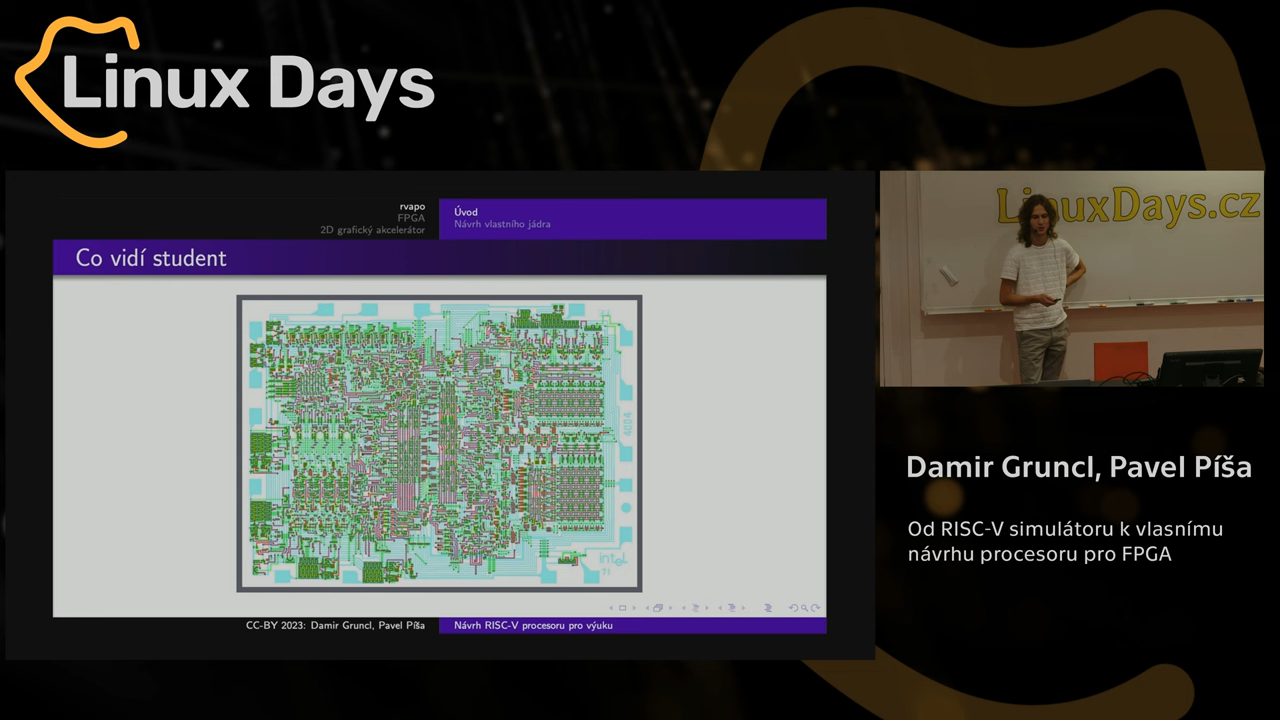 Linux Days
rvapo
FPGA
2D grafický akcelerátor
Úvod
Návrh vlastního jádra
Co vidí student
4004
intel
71
CC-BY 2023: Damir Gruncl, Pavel Píša
Návrh RISC-V procesoru pro výuku
LinuxDays.cz
Damir Gruncl, Pavel Píša
Od RISC-V simulátoru k vlasnímu
návrhu procesoru pro FPGA